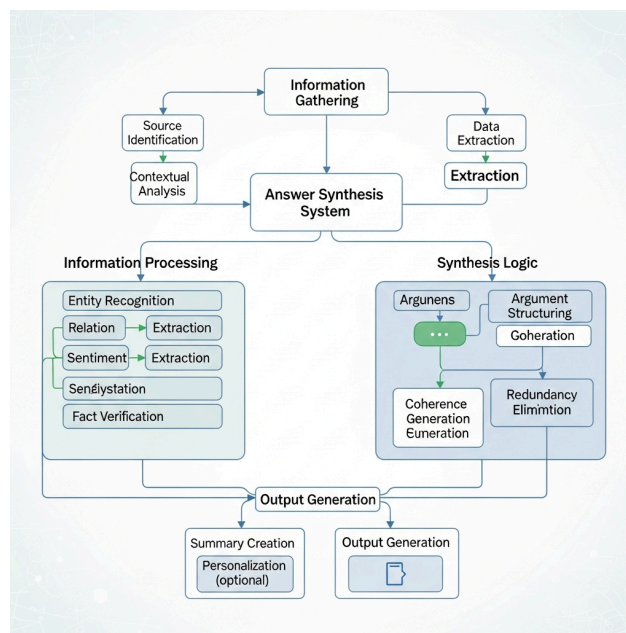 Information
Gathering
Source
Identification
Data
Extraction
Contextual
Analysis
Extraction
Answer Synthesis
System
Information Processing
Synthesis Logic
Entity Recognition
Relation
Extraction
Sentiment
Extraction
Sengiystation
Fact Verification
Argunens
Argument
Structuring
...
Goheration
Coherence
Generation
Euneration
Redundancy
Elimintion
Output Generation
Summary Creation
Personalization
(optional)
Output Generation